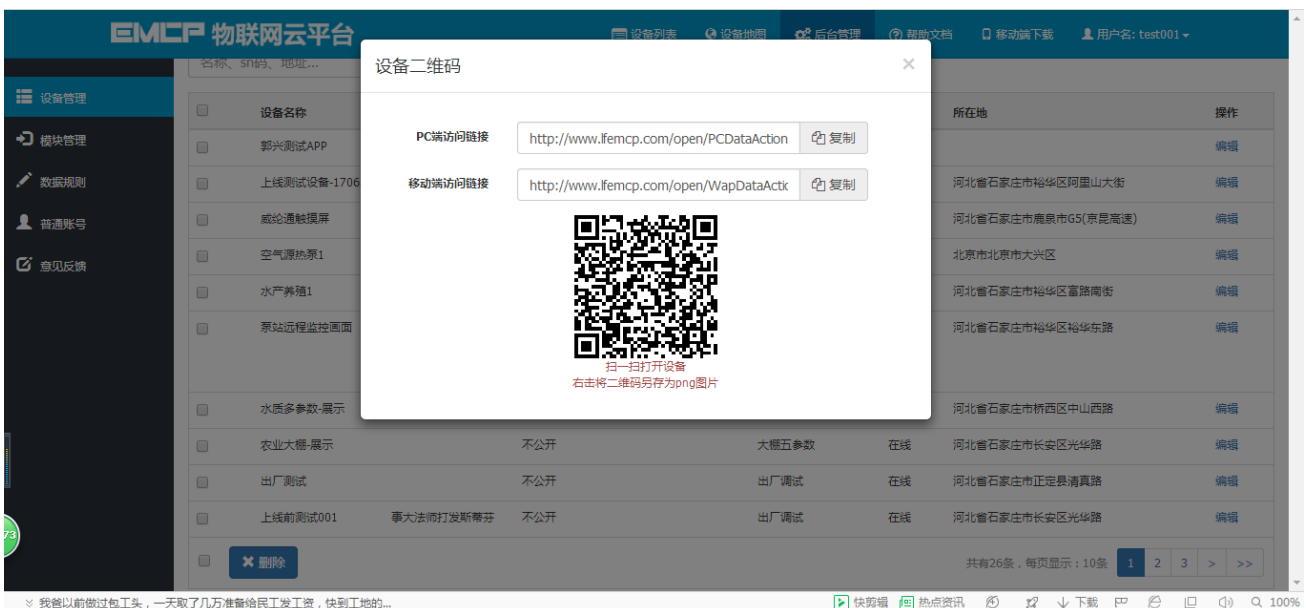 EMCP 物联网云平台
设备列表 设备地图 后台管理 帮助文档 移动端下载 用户名: test001
名称、sn码、地址...
设备二维码 ×
设备管理
模块管理
数据规则
普通账号
意见反馈
设备名称 所在地 操作
PC端访问链接 http://www.lfemcp.com/open/PCDataAction 复制
郭兴测试APP 编辑
移动端访问链接 http://www.lfemcp.com/open/WapDataActic 复制
上线测试设备-1706 河北省石家庄市裕华区阿里山大街 编辑
威纶通触摸屏 河北省石家庄市鹿泉市G5(京昆高速) 编辑
空气源热泵1 北京市北京市大兴区 编辑
水产养殖1 河北省石家庄市裕华区富路南街 编辑
泵站远程监控画面 河北省石家庄市裕华区裕华东路 编辑
扫一扫打开设备
右击将二维码另存为png图片
水质多参数-展示 河北省石家庄市桥西区中山西路 编辑
农业大棚-展示 不公开 大棚五参数 在线 河北省石家庄市长安区光华路 编辑
出厂测试 不公开 出厂调试 在线 河北省石家庄市正定县清真路 编辑
上线前测试001 事大法师打发斯蒂芬 不公开 出厂调试 在线 河北省石家庄市长安区光华路 编辑
73
删除 共有26条，每页显示：10条 1 2 3 > >>
我爸以前做过包工头，一天取了几万准备给民工发工资，快到工地的... 快剪辑 热点资讯 下载 100%